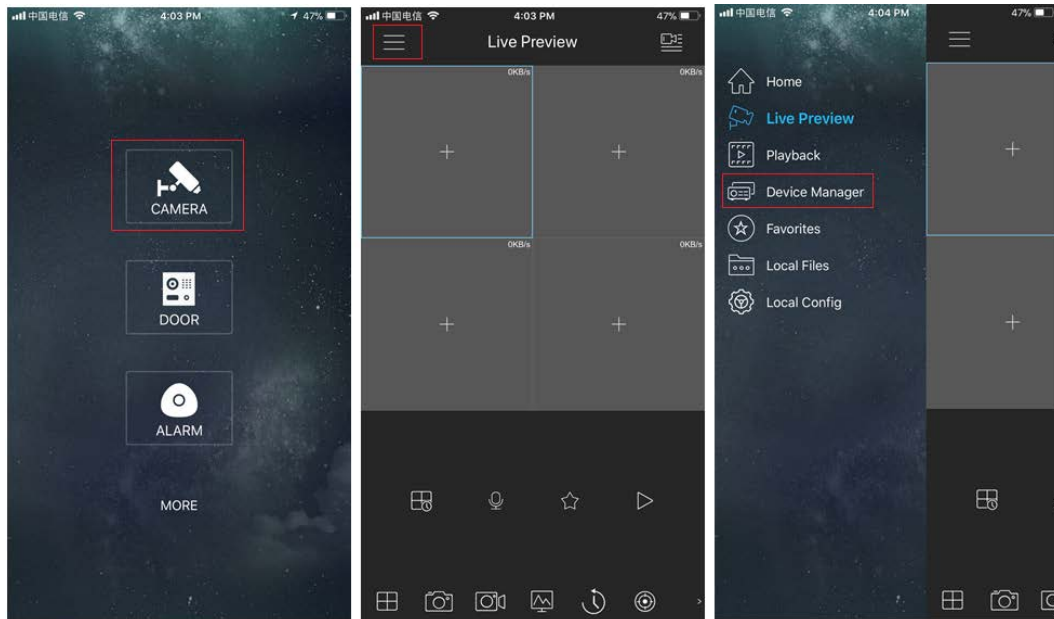 中国电信
4:03 PM
47%
CAMERA
DOOR
ALARM
MORE
中国电信
4:03 PM
47%
Live Preview
0KB/s
0KB/s
0KB/s
0KB/s
中国电信
4:04 PM
47%
Home
Live Preview
Playback
Device Manager
Favorites
Local Files
Local Config